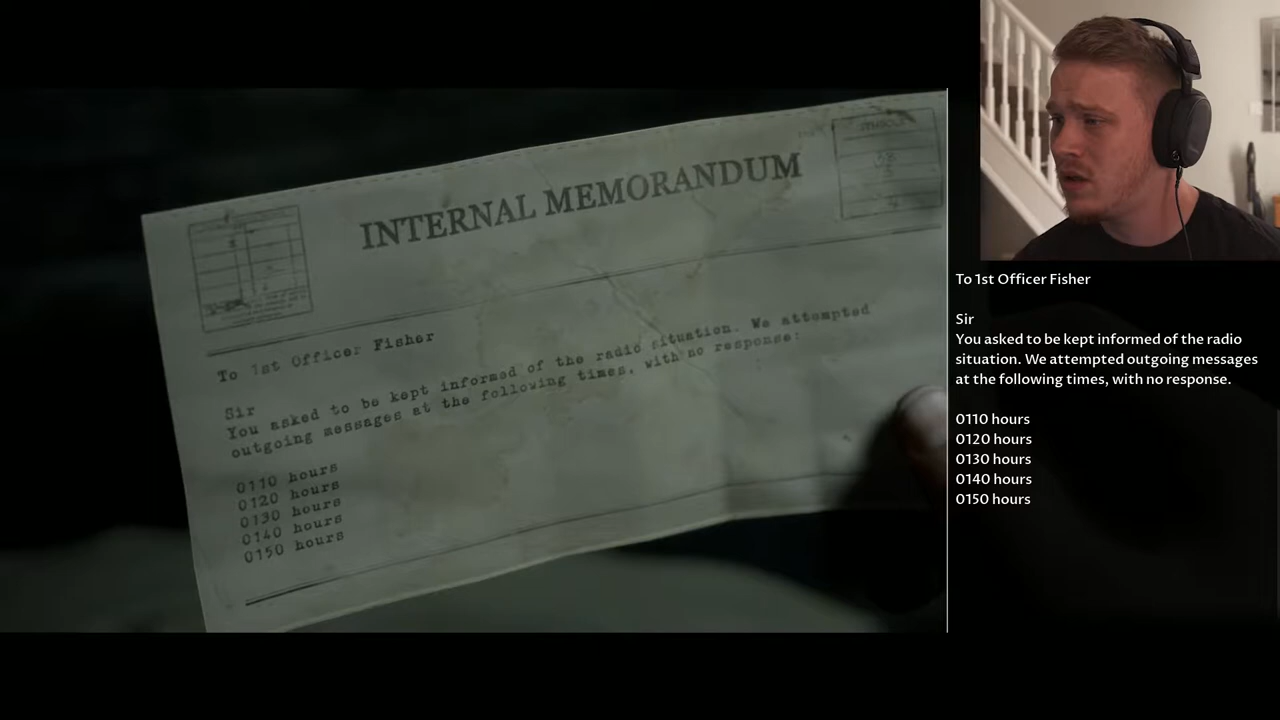 INTERNAL MEMORANDUM
To 1st Officer Fisher
Sir
You asked to be kept informed of the radio situation. We attempted
outgoing messages at the following times, with no response:
0110 hours
0120 hours
0130 hours
0140 hours
0150 hours
To 1st Officer Fisher
Sir
You asked to be kept informed of the radio
situation. We attempted outgoing messages
at the following times, with no response.
0110 hours
0120 hours
0130 hours
0140 hours
0150 hours